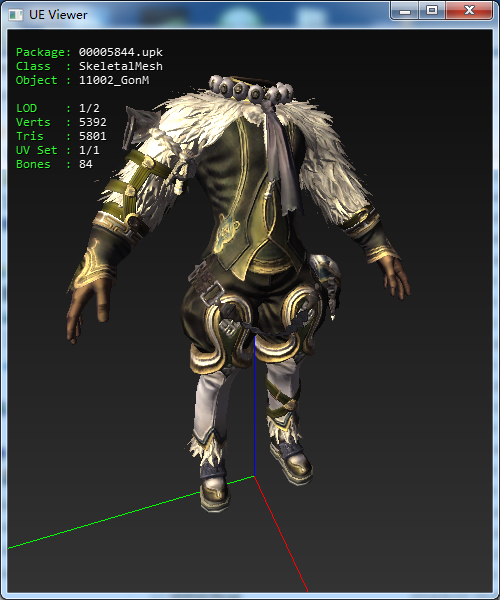 UE Viewer
Package: 00005844.upk
Class : SkeletalMesh
Object : 11002_GonM
LOD : 1/2
Verts : 5392
Tris : 5801
UV Set : 1/1
Bones : 84